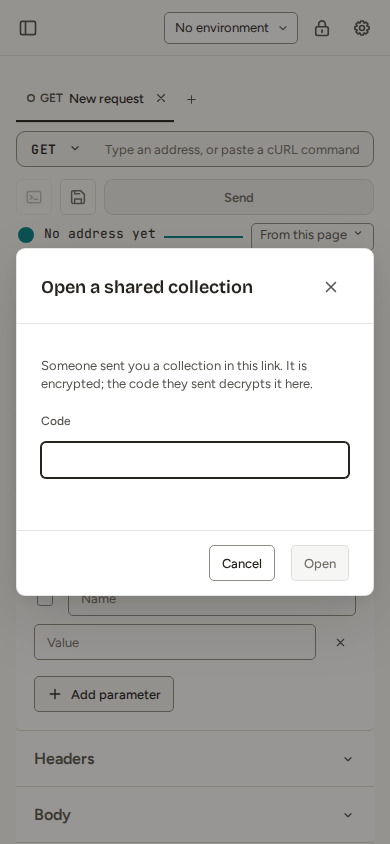 No environment
GET New request
GET Type an address, or paste a cURL command
Send
No address yet From this page
Open a shared collection
Someone sent you a collection in this link. It is
encrypted; the code they sent decrypts it here.
Code
Cancel Open
Name
Value
Add parameter
Headers
Body